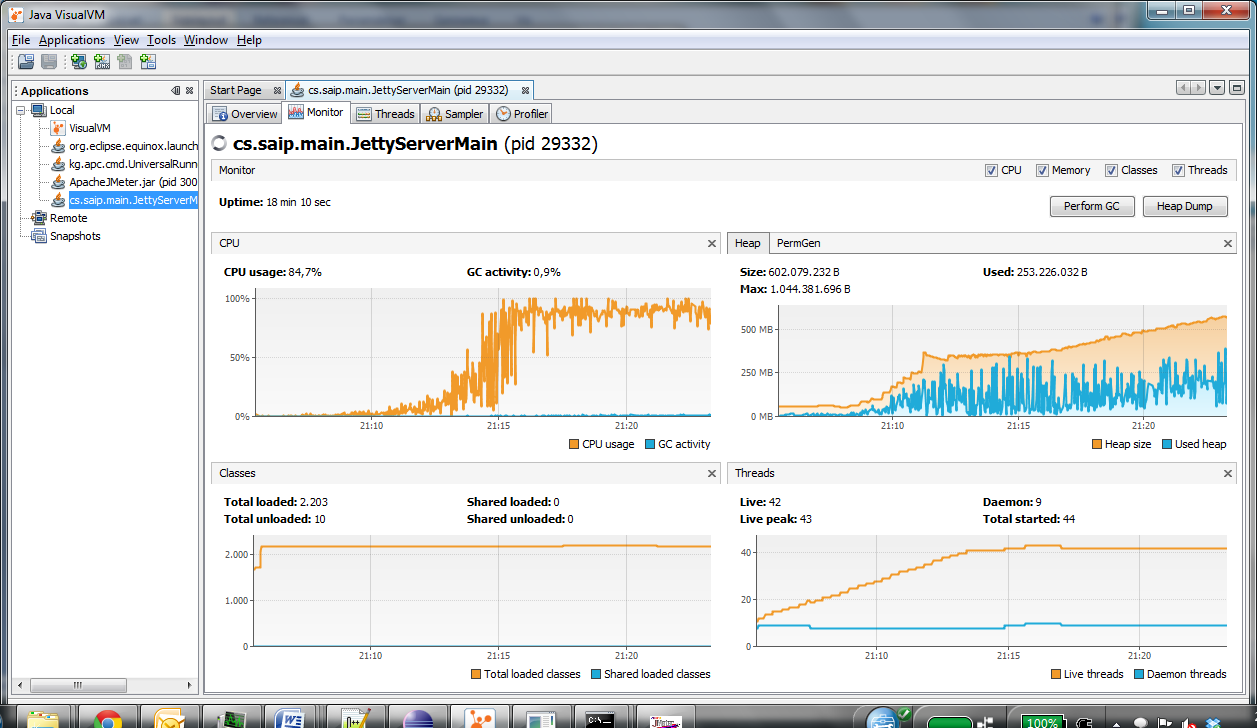 Java VisualVM
File Applications View Tools Window Help
Applications
Start Page
cs.saip.main.JettyServerMain (pid 29332)
Local
VisualVM
org.eclipse.equinox.launch
kg.apc.cmd.UniversalRunn
ApacheJMeter.jar (pid 300
cs.saip.main.JettyServerM
Remote
Snapshots
Overview Monitor Threads Sampler Profiler
cs.saip.main.JettyServerMain (pid 29332)
Monitor
CPU Memory Classes Threads
Uptime: 18 min 10 sec
Perform GC Heap Dump
CPU
CPU usage: 84,7% GC activity: 0,9%
100%
50%
0%
21:10 21:15 21:20
CPU usage GC activity
Heap PermGen
Size: 602.079.232 B Used: 253.226.032 B
Max: 1.044.381.696 B
500 MB
250 MB
0 MB
21:10 21:15 21:20
Heap size Used heap
Classes
Total loaded: 2.203 Shared loaded: 0
Total unloaded: 10 Shared unloaded: 0
2.000
1.000
0
21:10 21:15 21:20
Total loaded classes Shared loaded classes
Threads
Live: 42 Daemon: 9
Live peak: 43 Total started: 44
40
20
0
21:10 21:15 21:20
Live threads Daemon threads
100%